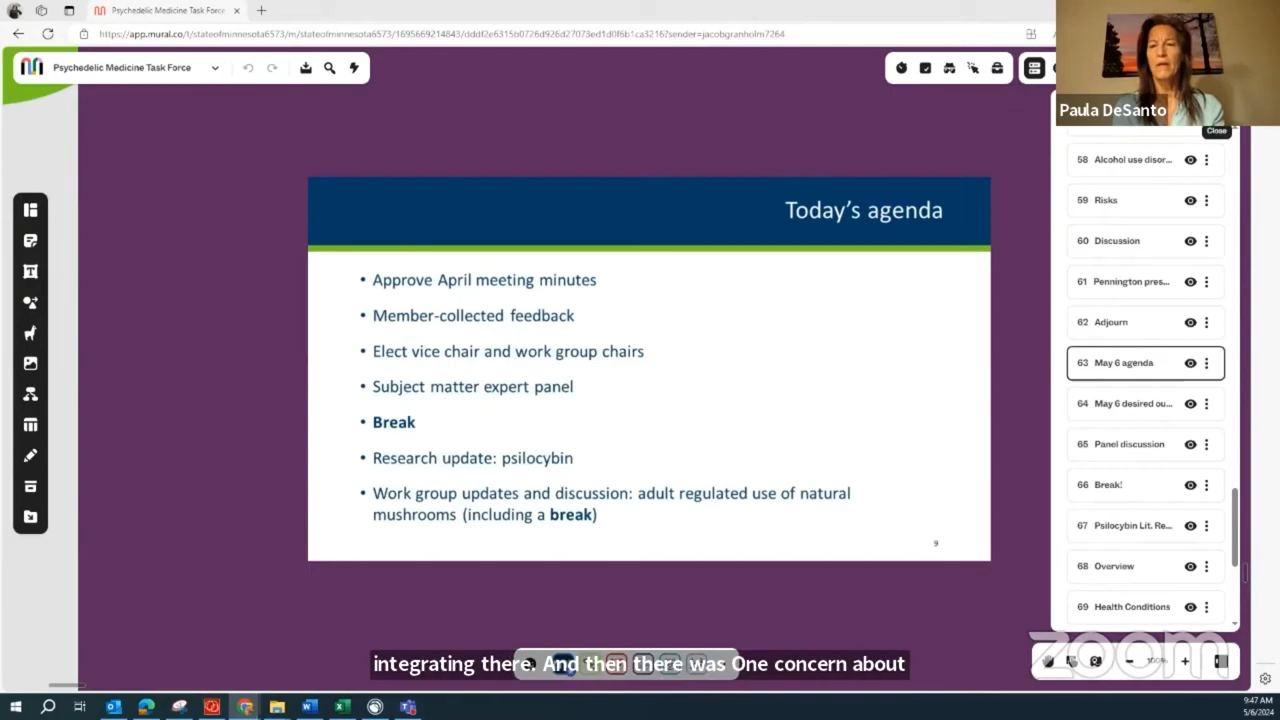 Psychedelic Medicine Task Force
https://app.mural.co/t/stateofminnesota6573/m/stateofminnesota6573/1695669214843/dddf2e6315b0726d926d27073ed1d0f6b1ca3216?sender=jacobgranholm7264
Psychedelic Medicine Task Force
Paula DeSanto
Close
58 Alcohol use disor...
59 Risks
60 Discussion
61 Pennington pres...
62 Adjourn
63 May 6 agenda
64 May 6 desired ou...
65 Panel discussion
66 Break!
67 Psilocybin Lit. Re...
68 Overview
69 Health Conditions
Today's agenda
• Approve April meeting minutes
• Member-collected feedback
• Elect vice chair and work group chairs
• Subject matter expert panel
• Break
• Research update: psilocybin
• Work group updates and discussion: adult regulated use of natural
mushrooms (including a break)
9
integrating there. And then there was One concern about
zoom
100%
9:47 AM
5/6/2024